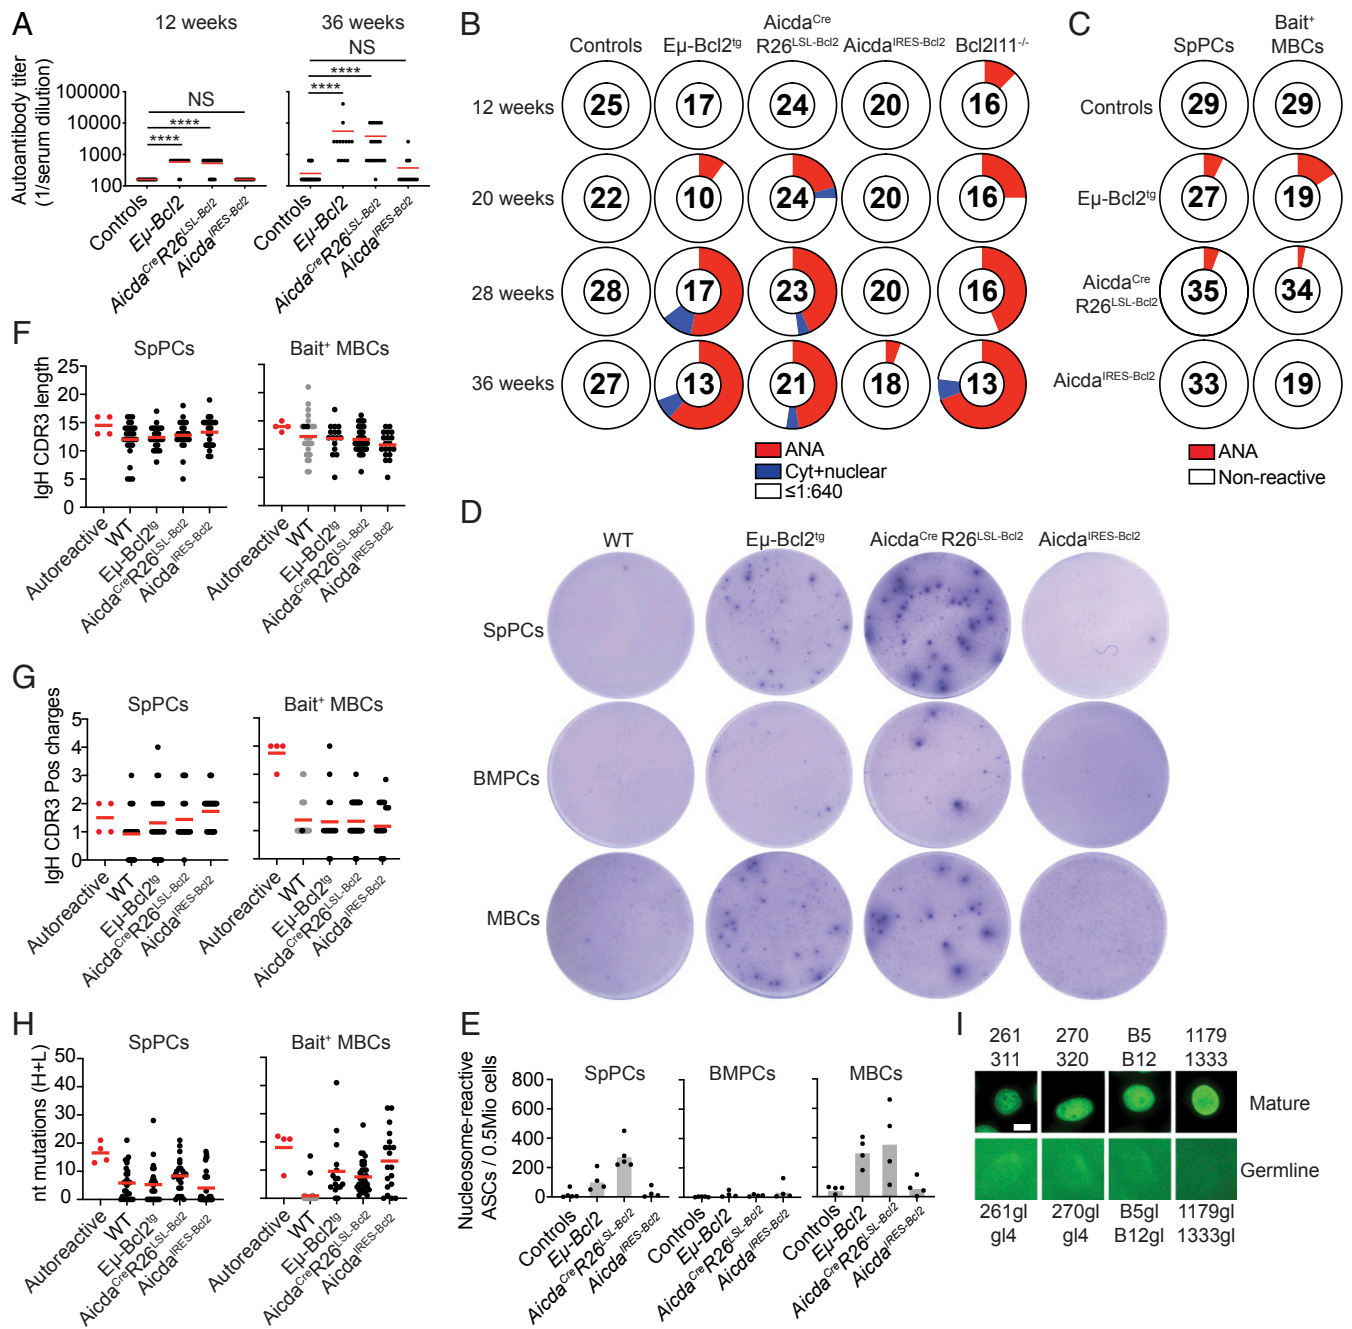 A
12 weeks
36 weeks
NS
****
****
NS
****
****
Autoantibody titer
(1/serum dilution)
100000
10000
1000
100
Controls
Eμ-Bcl2
AicdaCre R26LSL-Bcl2
AicdaIRES-Bcl2
Controls
Eμ-Bcl2
AicdaCre R26LSL-Bcl2
AicdaIRES-Bcl2
B
Controls
Eμ-Bcl2tg
AicdaCre
R26LSL-Bcl2
AicdaIRES-Bcl2
Bcl2l11-/-
12 weeks
25
17
24
20
16
20 weeks
22
10
24
20
16
28 weeks
28
17
23
20
16
36 weeks
27
13
21
18
13
ANA
Cyt+nuclear
≤1:640
C
SpPCs
Bait+
MBCs
Controls
29
29
Eμ-Bcl2tg
27
19
AicdaCre
R26LSL-Bcl2
35
34
AicdaIRES-Bcl2
33
19
ANA
Non-reactive
F
SpPCs
Bait+ MBCs
IgH CDR3 length
25
20
15
10
5
0
Autoreactive
WT
Eμ-Bcl2tg
AicdaCreR26LSL-Bcl2
AicdaIRES-Bcl2
Autoreactive
WT
Eμ-Bcl2tg
AicdaCreR26LSL-Bcl2
AicdaIRES-Bcl2
D
WT
Eμ-Bcl2tg
AicdaCre R26LSL-Bcl2
AicdaIRES-Bcl2
SpPCs
BMPCs
MBCs
G
SpPCs
Bait+ MBCs
IgH CDR3 Pos charges
5
4
3
2
1
0
Autoreactive
WT
Eμ-Bcl2tg
AicdaCreR26LSL-Bcl2
AicdaIRES-Bcl2
Autoreactive
WT
Eμ-Bcl2tg
AicdaCreR26LSL-Bcl2
AicdaIRES-Bcl2
H
SpPCs
Bait+ MBCs
nt mutations (H+L)
50
40
30
20
10
0
Autoreactive
WT
Eμ-Bcl2tg
AicdaCreR26LSL-Bcl2
AicdaIRES-Bcl2
Autoreactive
WT
Eμ-Bcl2tg
AicdaCreR26LSL-Bcl2
AicdaIRES-Bcl2
E
SpPCs
BMPCs
MBCs
Nucleosome-reactive
ASCs / 0.5Mio cells
800
600
400
200
0
Controls
Eμ-Bcl2
AicdaCre R26LSL-Bcl2
AicdaIRES-Bcl2
Controls
Eμ-Bcl2
AicdaCre R26LSL-Bcl2
AicdaIRES-Bcl2
Controls
Eμ-Bcl2
AicdaCre R26LSL-Bcl2
AicdaIRES-Bcl2
I
261
311
270
320
B5
B12
1179
1333
Mature
Germline
261gl
gl4
270gl
gl4
B5gl
B12gl
1179gl
1333gl